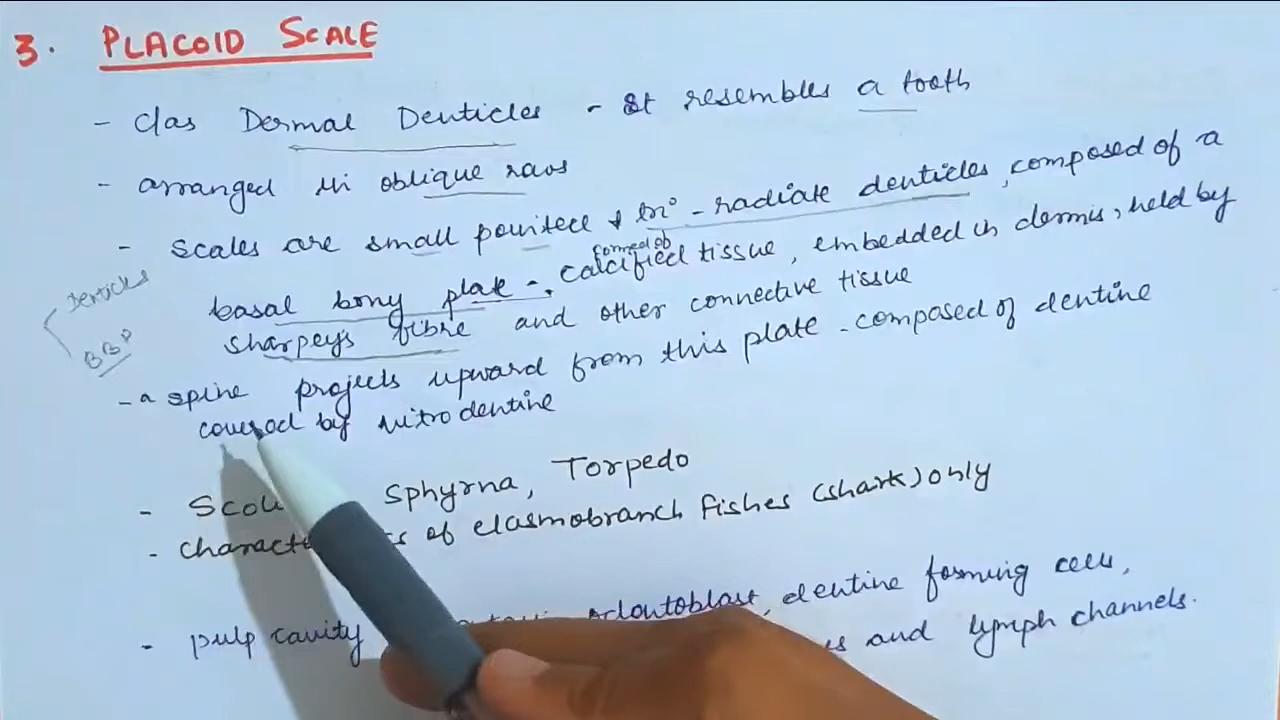 3. PLACOID SCALE
- Clas Dermal Denticles - It resembles a tooth
- arranged in oblique raws
- scales are small pointed & tri° - radiate denticles, composed of a
formed of
basal bony plate - calcified tissue, embedded in dermis, held by
sharpey's fibre and other connective tissue
Denticles
BBP
- a spine projects upward from this plate - composed of dentine
covered by vitrodentine
- Scoli Sphyrna, Torpedo
- characte of elasmobranch fishes (shark) only
- pulp cavity odontoblast, dentine forming cells,
and lymph channels.